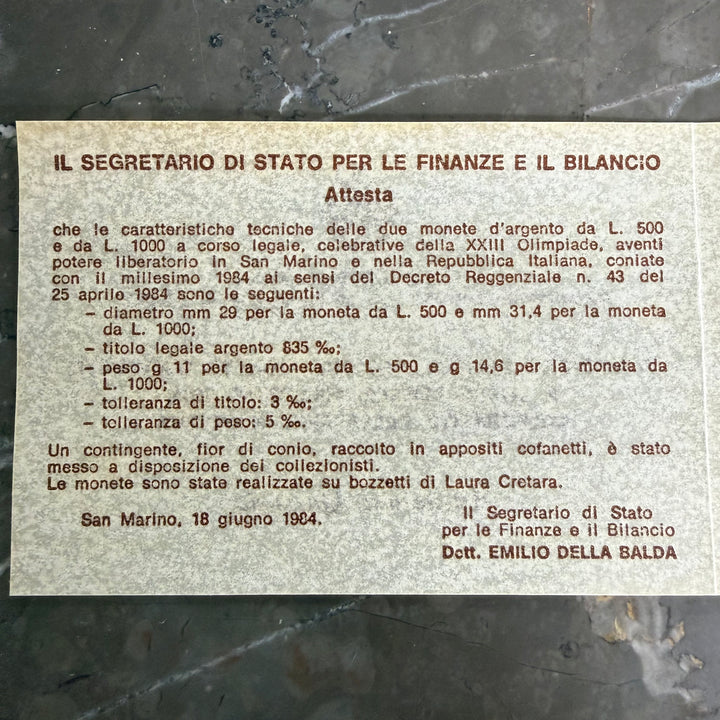 IL SEGRETARIO DI STATO PER LE FINANZE E IL BILANCIO
Attesta
che le caratteristiche tecniche delle due monete d'argento da L. 500
e da L. 1000 a corso legale, celebrative della XXIII Olimpiade, aventi
potere liberatorio in San Marino e nella Repubblica Italiana, coniate
con il millesimo 1984 ai sensi del Decreto Reggenziale n. 43 del
25 aprile 1984 sono le seguenti:
– diametro mm 29 per la moneta da L. 500 e mm 31,4 per la moneta
da L. 1000;
– titolo legale argento 835 ‰;
– peso g 11 per la moneta da L. 500 e g 14,6 per la moneta da
L. 1000;
– tolleranza di titolo: 3 ‰;
– tolleranza di peso: 5 ‰.
Un contingente, fior di conio, raccolto in appositi cofanetti, è stato
messo a disposizione dei collezionisti.
Le monete sono state realizzate su bozzetti di Laura Cretara.
San Marino, 18 giugno 1984.
Il Segretario di Stato
per le Finanze e il Bilancio
Dott. EMILIO DELLA BALDA